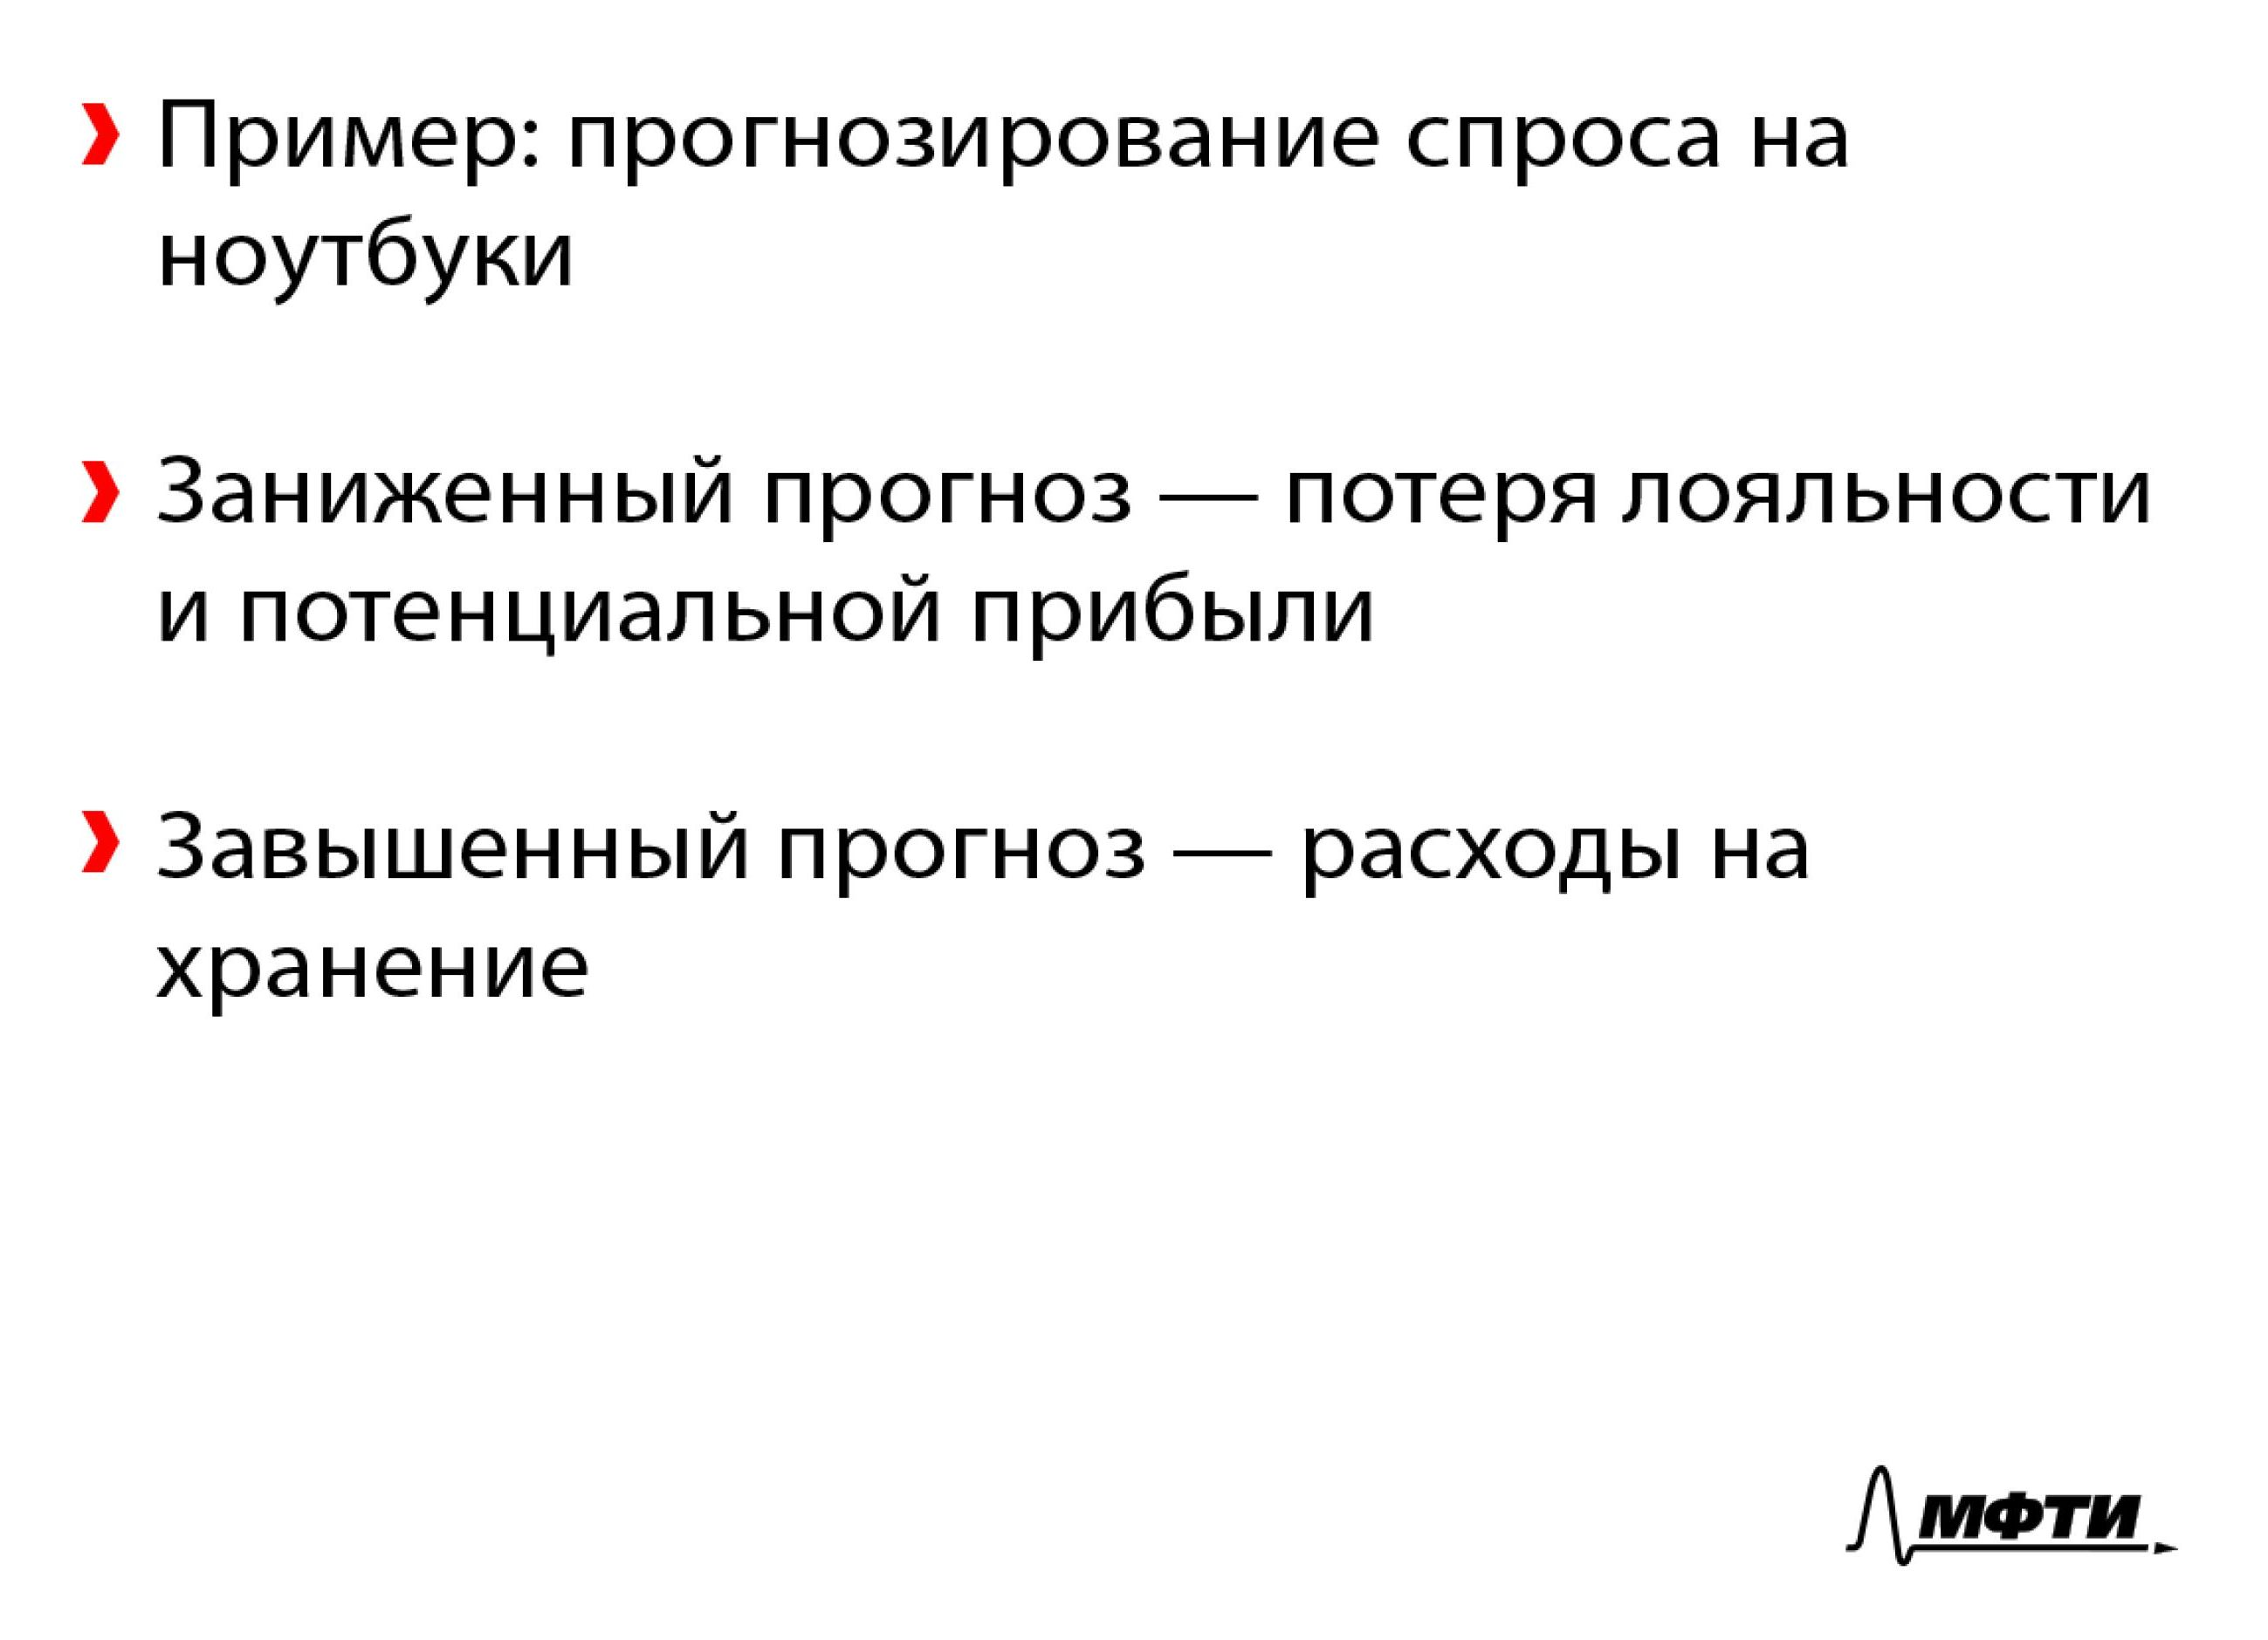 Пример: прогнозирование спроса на
ноутбуки
Заниженный прогноз — потеря лояльности
и потенциальной прибыли
Завышенный прогноз — расходы на
хранение
МФТИ